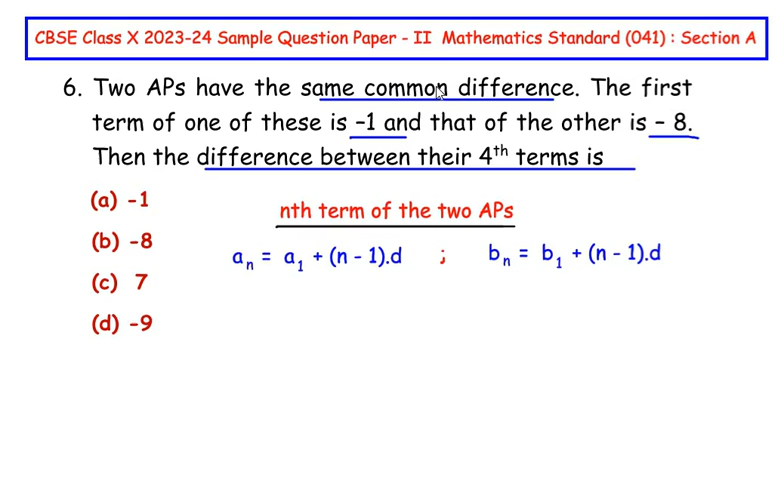 CBSE Class X 2023-24 Sample Question Paper - II Mathematics Standard (041) : Section A
6. Two APs have the same common difference. The first
term of one of these is -1 and that of the other is - 8.
Then the difference between their 4th terms is
(a) -1
(b) -8
(c) 7
(d) -9
nth term of the two APs
aₙ = a₁ + (n - 1).d ; bₙ = b₁ + (n - 1).d